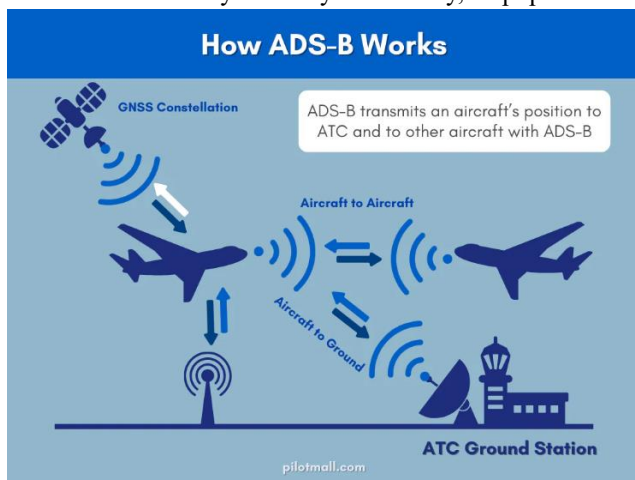 How ADS-B Works
GNSS Constellation
ADS-B transmits an aircraft's position to
ATC and to other aircraft with ADS-B
Aircraft to Aircraft
Aircraft to Ground
ATC Ground Station
pilotmall.com